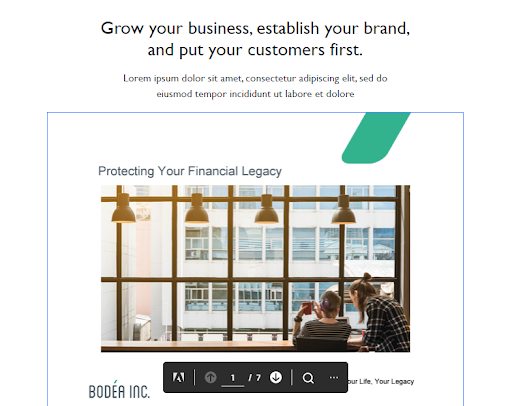 Grow your business, establish your brand,
and put your customers first.
Lorem ipsum dolor sit amet, consectetur adipiscing elit, sed do
eiusmod tempor incididunt ut labore et dolore
Protecting Your Financial Legacy
1 / 7
BODÉA INC.
our Life, Your Legacy